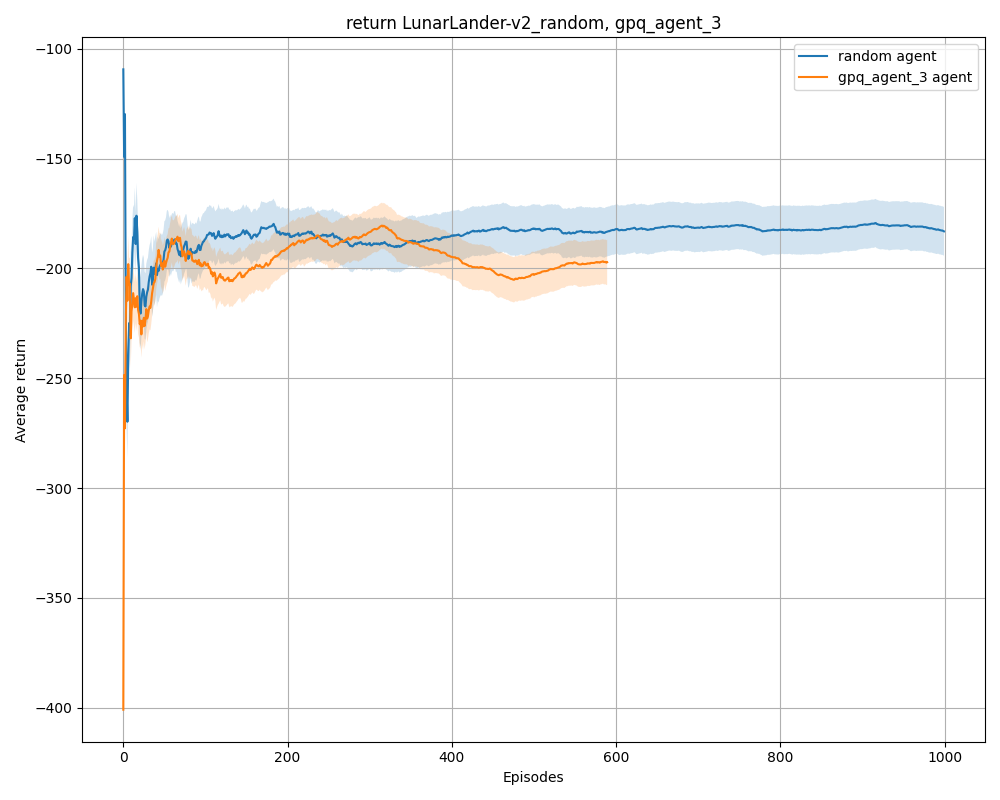 return LunarLander-v2_random, gpq_agent_3
random agent
gpq_agent_3 agent
−100
−150
−200
−250
−300
−350
−400
Average return
0
200
400
600
800
1000
Episodes